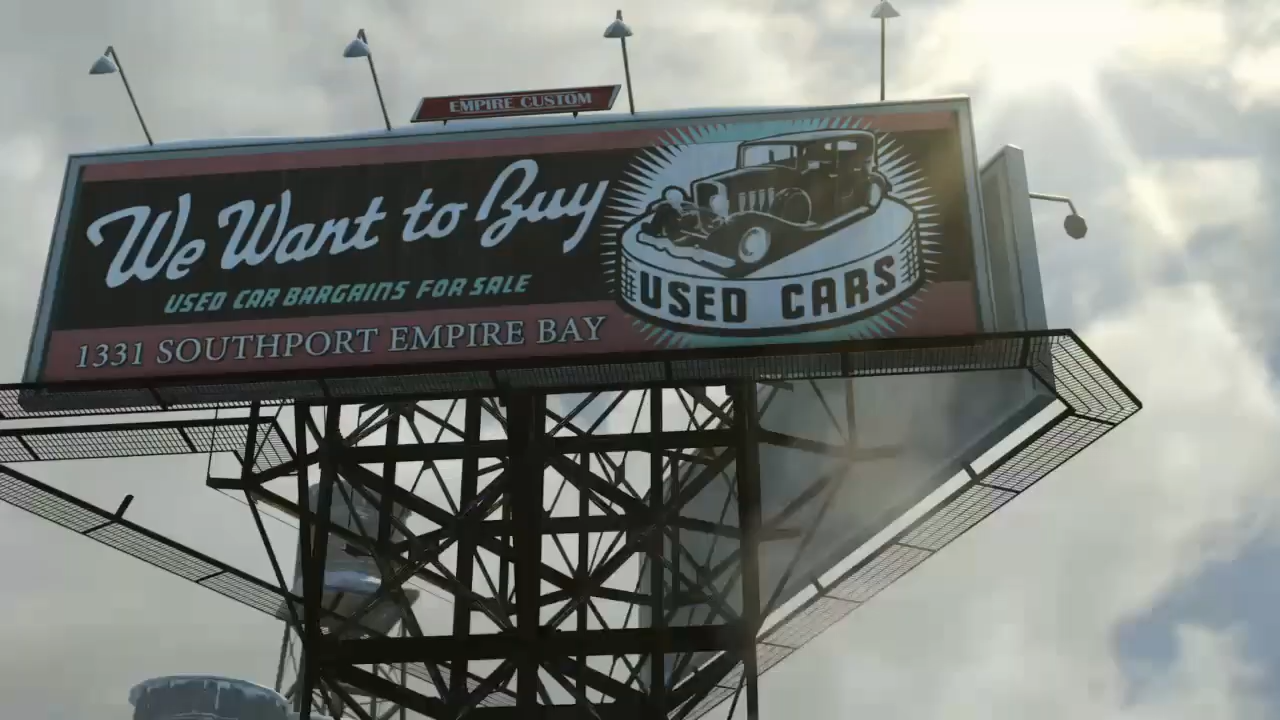 EMPIRE CUSTOM
We Want to Buy
USED CAR BARGAINS FOR SALE
1331 SOUTHPORT EMPIRE BAY
USED CARS